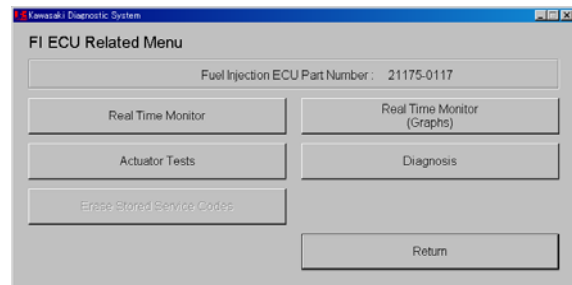 Kawasaki Diagnostic System
FI ECU Related Menu
Fuel Injection ECU Part Number : 21175-0117
Real Time Monitor
Real Time Monitor
(Graphs)
Actuator Tests
Diagnosis
Erase Stored Service Codes
Return